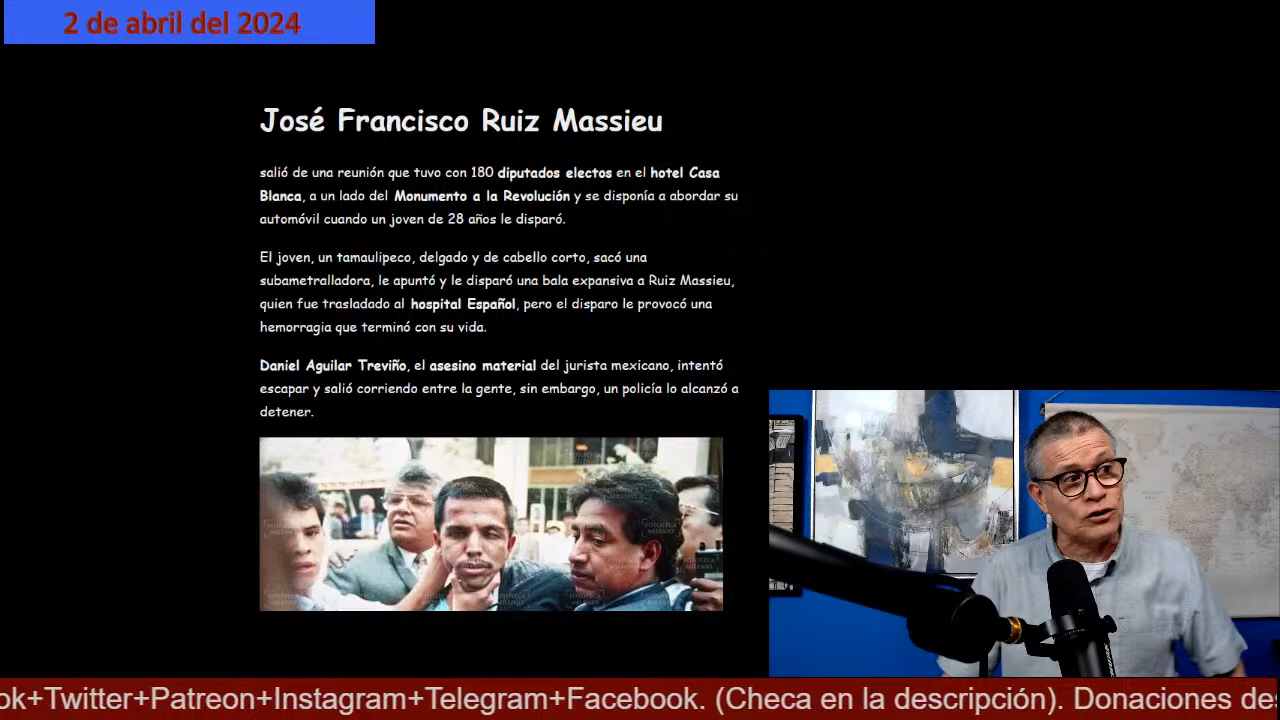 2 de abril del 2024
José Francisco Ruiz Massieu
salió de una reunión que tuvo con 180 diputados electos en el hotel Casa
Blanca, a un lado del Monumento a la Revolución y se disponía a abordar su
automóvil cuando un joven de 28 años le disparó.
El joven, un tamaulipeco, delgado y de cabello corto, sacó una
subametralladora, le apuntó y le disparó una bala expansiva a Ruiz Massieu,
quien fue trasladado al hospital Español, pero el disparo le provocó una
hemorragia que terminó con su vida.
Daniel Aguilar Treviño, el asesino material del jurista mexicano, intentó
escapar y salió corriendo entre la gente, sin embargo, un policía lo alcanzó a
detener.
FOTOTECA
MILENIO
ok+Twitter+Patreon+Instagram+Telegram+Facebook. (Checa en la descripción). Donaciones des